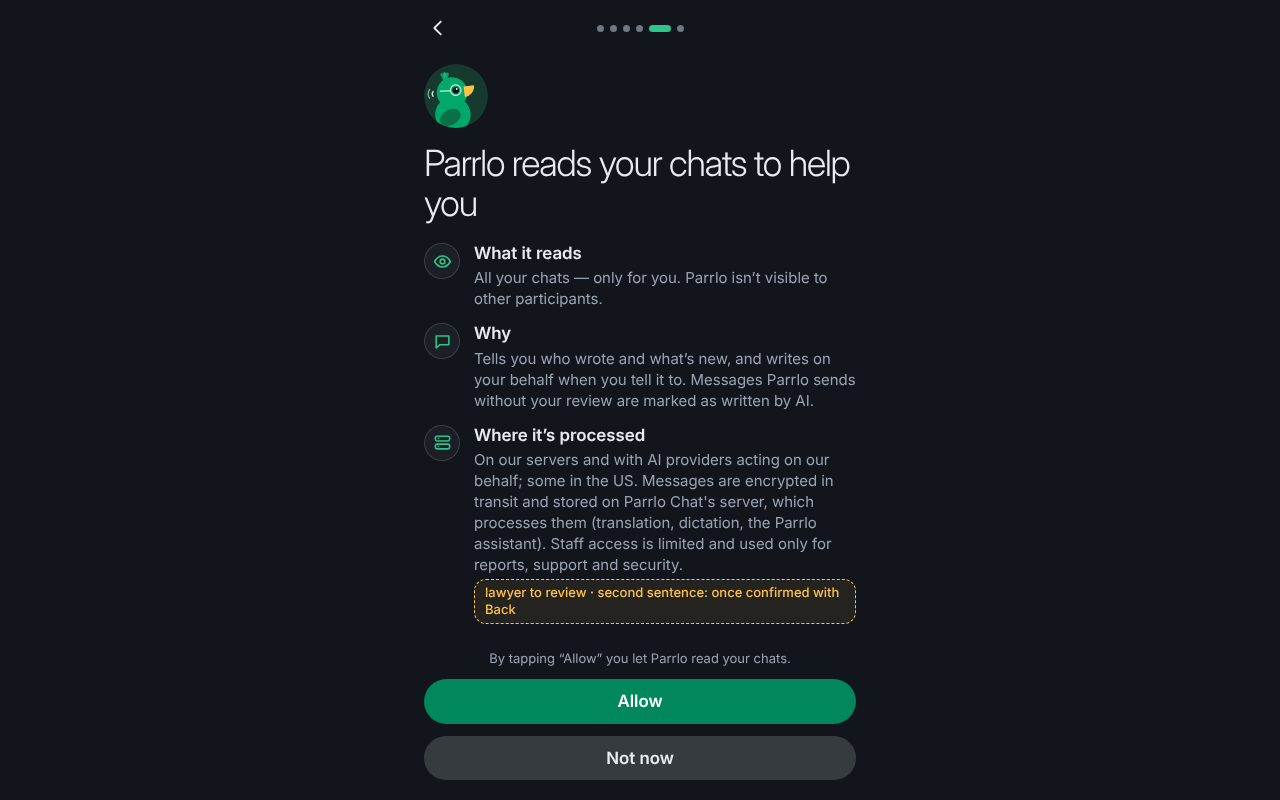 Parrlo reads your chats to help
you
What it reads
All your chats — only for you. Parrlo isn’t visible to
other participants.
Why
Tells you who wrote and what’s new, and writes on
your behalf when you tell it to. Messages Parrlo sends
without your review are marked as written by AI.
Where it’s processed
On our servers and with AI providers acting on our
behalf; some in the US. Messages are encrypted in
transit and stored on Parrlo Chat's server, which
processes them (translation, dictation, the Parrlo
assistant). Staff access is limited and used only for
reports, support and security.
lawyer to review · second sentence: once confirmed with
Back
By tapping “Allow” you let Parrlo read your chats.
Allow
Not now